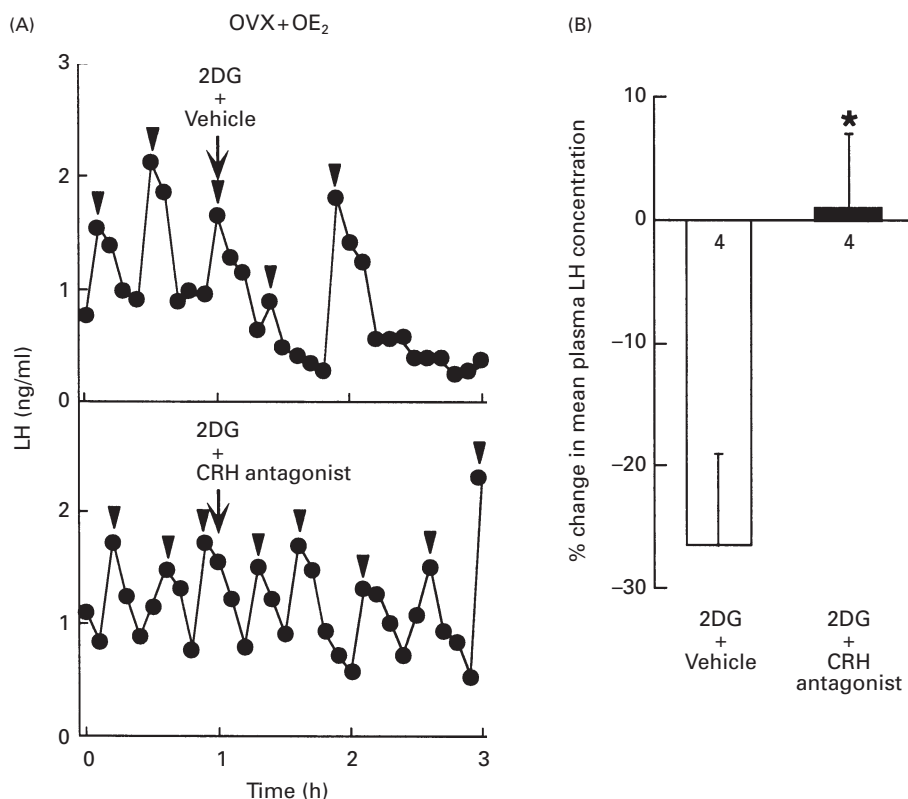 (A)
OVX+OE₂
3
2DG
+
Vehicle
2
1
0
LH (ng/ml)
2DG
+
CRH antagonist
2
1
0
0
1
2
3
Time (h)
(B)
% change in mean plasma LH concentration
10
0
−10
−20
−30
*
4
4
2DG
+
Vehicle
2DG
+
CRH
antagonist